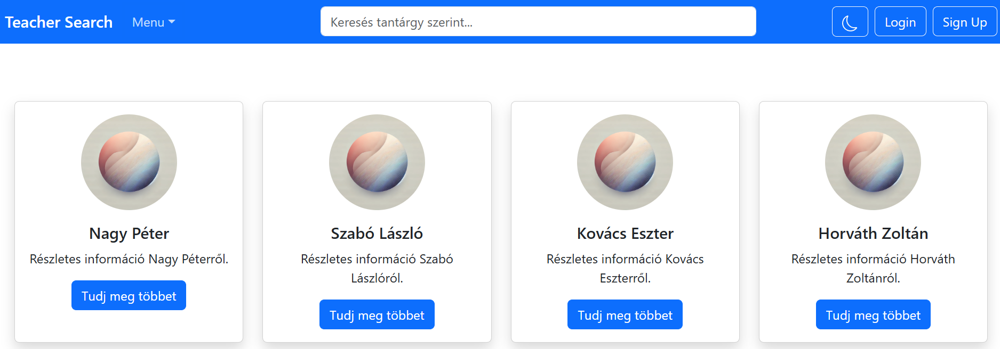 Teacher Search Menu Keresés tantárgy szerint... Login Sign Up
Nagy Péter
Részletes információ Nagy Péterről.
Tudj meg többet
Szabó László
Részletes információ Szabó
Lászlóról.
Tudj meg többet
Kovács Eszter
Részletes információ Kovács
Eszterről.
Tudj meg többet
Horváth Zoltán
Részletes információ Horváth
Zoltánról.
Tudj meg többet